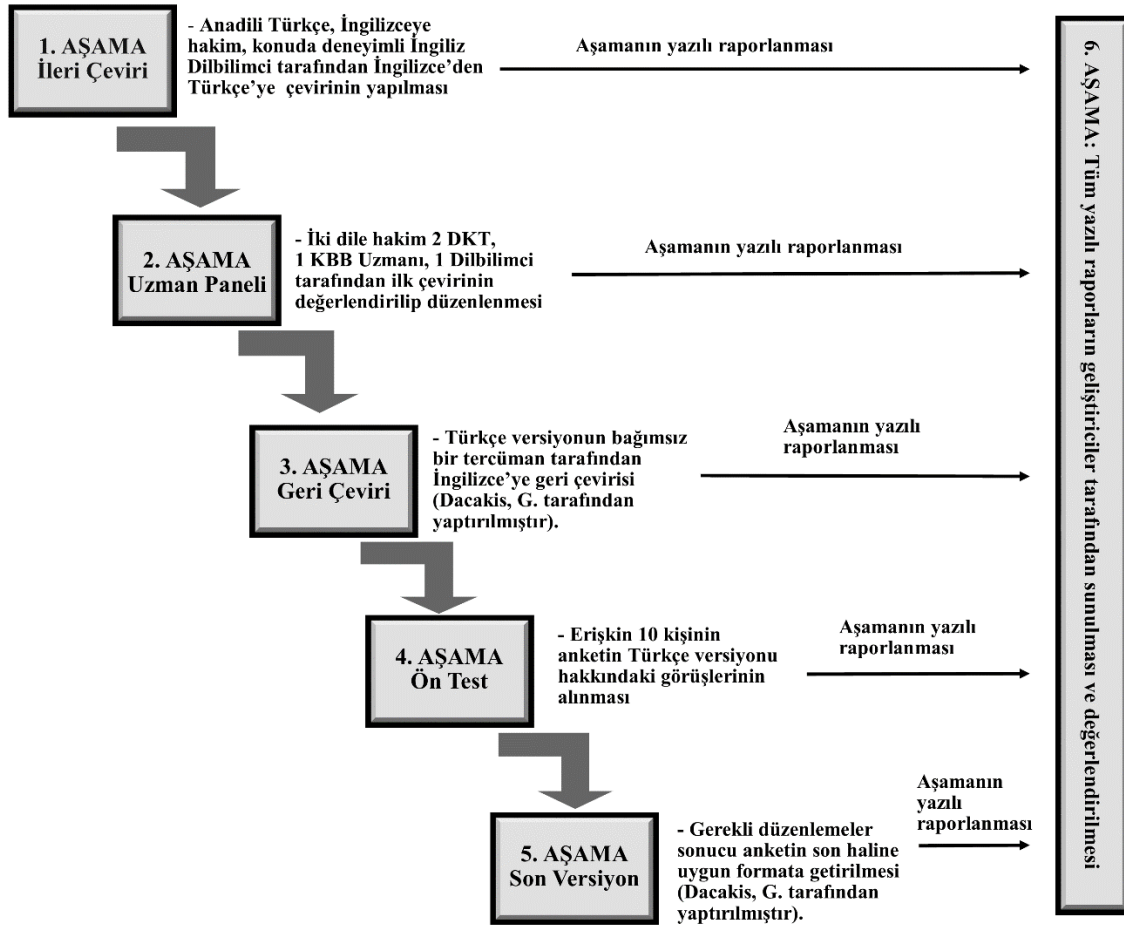 1. AŞAMA
İleri Çeviri
- Anadili Türkçe, İngilizceye
hakim, konuda deneyimli İngiliz
Dilbilimci tarafından İngilizce’den
Türkçe’ye çevirinin yapılması
Aşamanın yazılı raporlanması
2. AŞAMA
Uzman Paneli
- İki dile hakim 2 DKT,
1 KBB Uzmanı, 1 Dilbilimci
tarafından ilk çevirinin
değerlendirilip düzenlenmesi
Aşamanın yazılı raporlanması
3. AŞAMA
Geri Çeviri
- Türkçe versiyonun bağımsız
bir tercüman tarafından
İngilizce’ye geri çevirisi
(Dacakis, G. tarafından
yaptırılmıştır).
Aşamanın yazılı
raporlanması
4. AŞAMA
Ön Test
- Erişkin 10 kişinin
anketin Türkçe versiyonu
hakkındaki görüşlerinin
alınması
Aşamanın yazılı
raporlanması
5. AŞAMA
Son Versiyon
- Gerekli düzenlemeler
sonucu anketin son haline
uygun formata getirilmesi
(Dacakis, G. tarafından
yaptırılmıştır).
Aşamanın
yazılı
raporlanması
6. AŞAMA: Tüm yazılı raporların geliştiriciler tarafından sunulması ve değerlendirilmesi